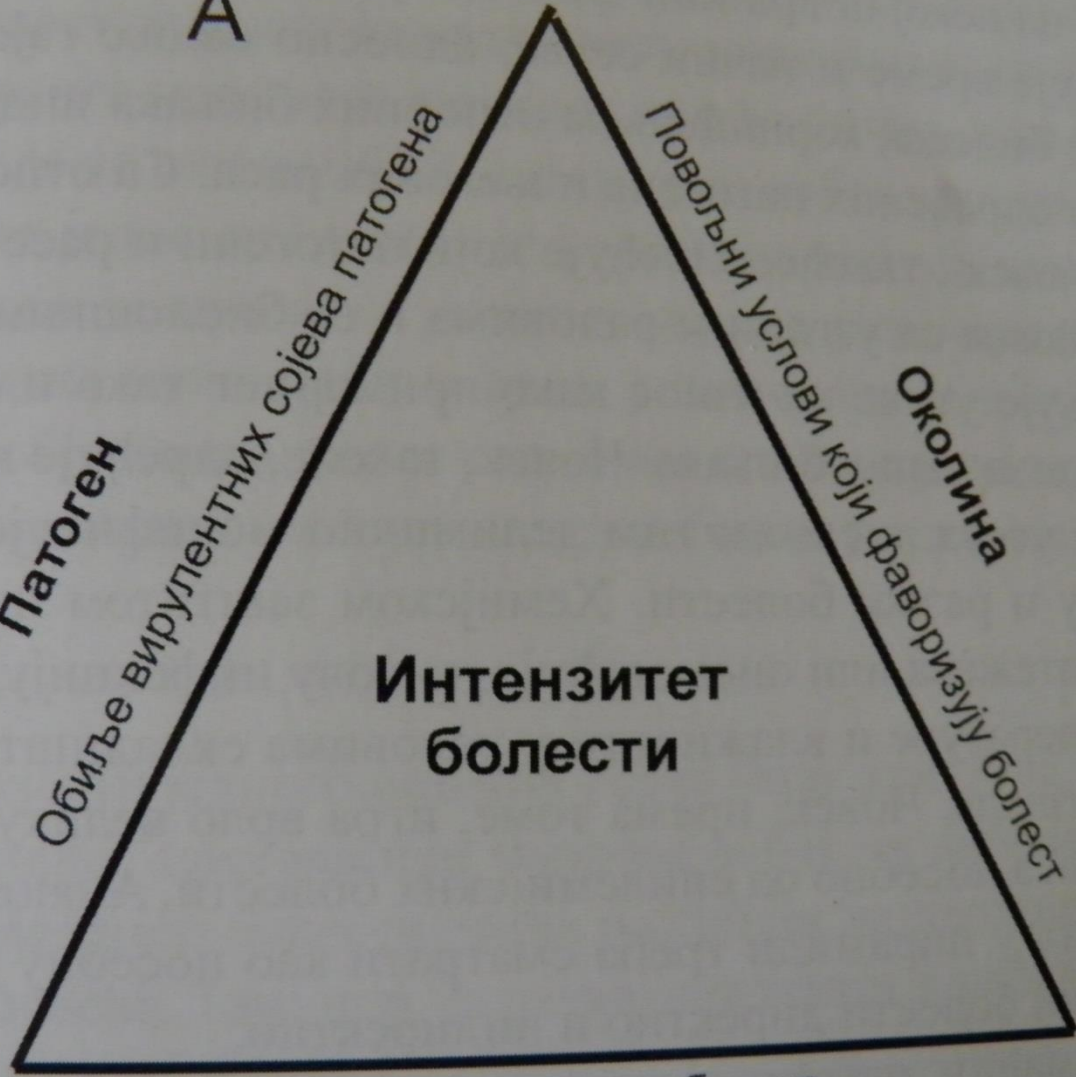 А
Патоген
Обиље вирулентних сојева патогена
Повољни услови који фаворизују болест
Околина
Интензитет
болести